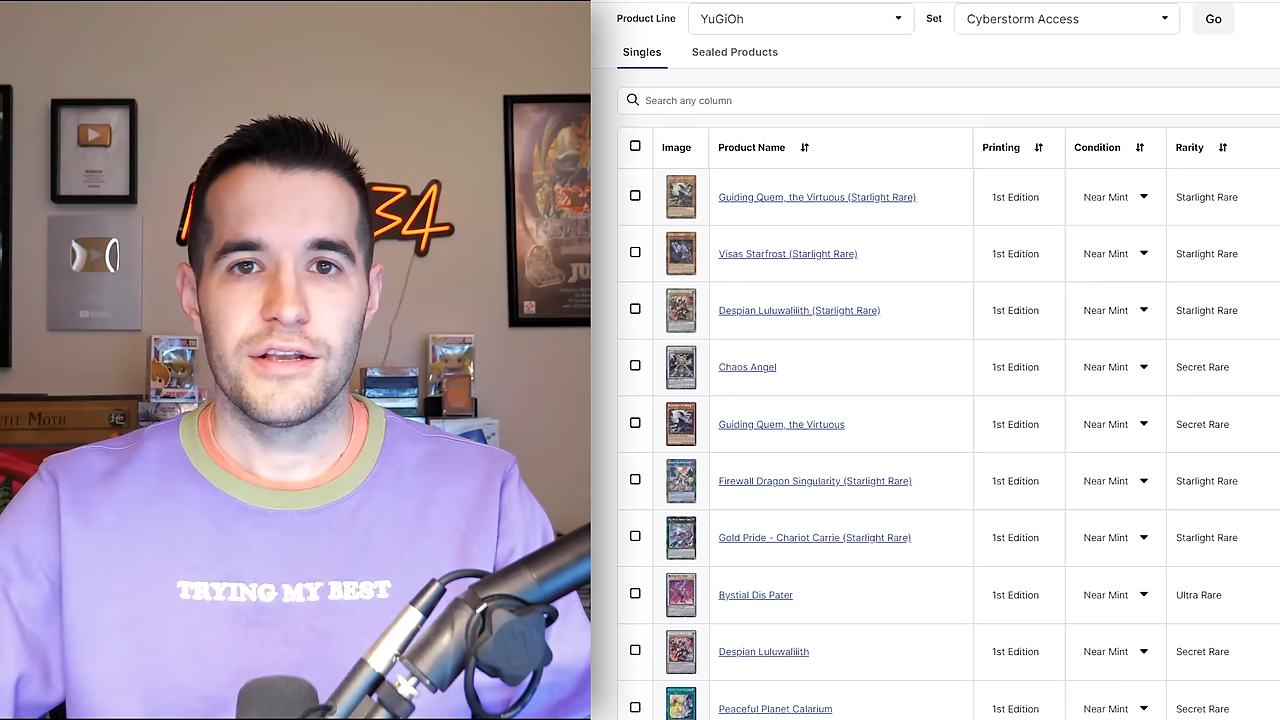 34
TIT MOTH
TRYING MY BEST
Product Line
YuGiOh
Set
Cyberstorm Access
Go
Singles
Sealed Products
Search any column
Image
Product Name
Printing
Condition
Rarity
Guiding Quem, the Virtuous (Starlight Rare)
1st Edition
Near Mint
Starlight Rare
Visas Starfrost (Starlight Rare)
1st Edition
Near Mint
Starlight Rare
Despian Luluwalilith (Starlight Rare)
1st Edition
Near Mint
Starlight Rare
Chaos Angel
1st Edition
Near Mint
Secret Rare
Guiding Quem, the Virtuous
1st Edition
Near Mint
Secret Rare
Firewall Dragon Singularity (Starlight Rare)
1st Edition
Near Mint
Starlight Rare
Gold Pride - Chariot Carrie (Starlight Rare)
1st Edition
Near Mint
Starlight Rare
Bystial Dis Pater
1st Edition
Near Mint
Ultra Rare
Despian Luluwalilith
1st Edition
Near Mint
Secret Rare
Peaceful Planet Calarium
1st Edition
Near Mint
Secret Rare